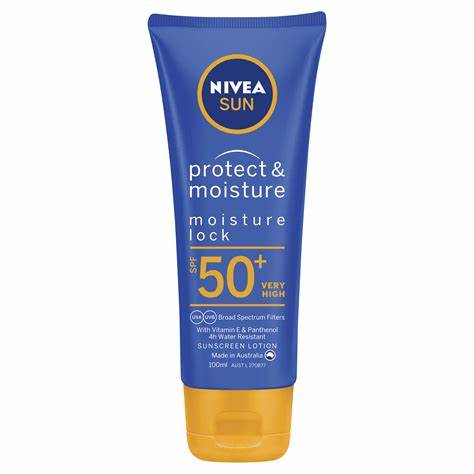 NIVEA
SUN
protect &
moisture
moisture
lock
SPF 50+ VERY HIGH
UVA UVB Broad Spectrum Filters
With Vitamin E & Panthenol
4h Water Resistant
SUNSCREEN LOTION
Made in Australia
100ml AUST L 270977